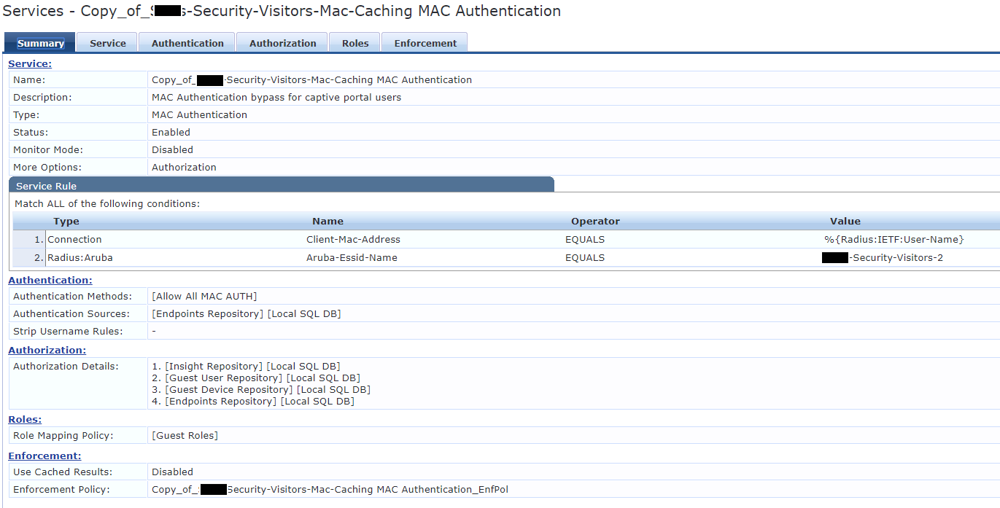 Services - Copy_of_S s-Security-Visitors-Mac-Caching MAC Authentication
Summary Service Authentication Authorization Roles Enforcement
Service:
Name: Copy_of_ -Security-Visitors-Mac-Caching MAC Authentication
Description: MAC Authentication bypass for captive portal users
Type: MAC Authentication
Status: Enabled
Monitor Mode: Disabled
More Options: Authorization
Service Rule
Match ALL of the following conditions:
Type Name Operator Value
1. Connection Client-Mac-Address EQUALS %{Radius:IETF:User-Name}
2. Radius:Aruba Aruba-Essid-Name EQUALS -Security-Visitors-2
Authentication:
Authentication Methods: [Allow All MAC AUTH]
Authentication Sources: [Endpoints Repository] [Local SQL DB]
Strip Username Rules: -
Authorization:
Authorization Details: 1. [Insight Repository] [Local SQL DB]
2. [Guest User Repository] [Local SQL DB]
3. [Guest Device Repository] [Local SQL DB]
4. [Endpoints Repository] [Local SQL DB]
Roles:
Role Mapping Policy: [Guest Roles]
Enforcement:
Use Cached Results: Disabled
Enforcement Policy: Copy_of_ Security-Visitors-Mac-Caching MAC Authentication_EnfPol